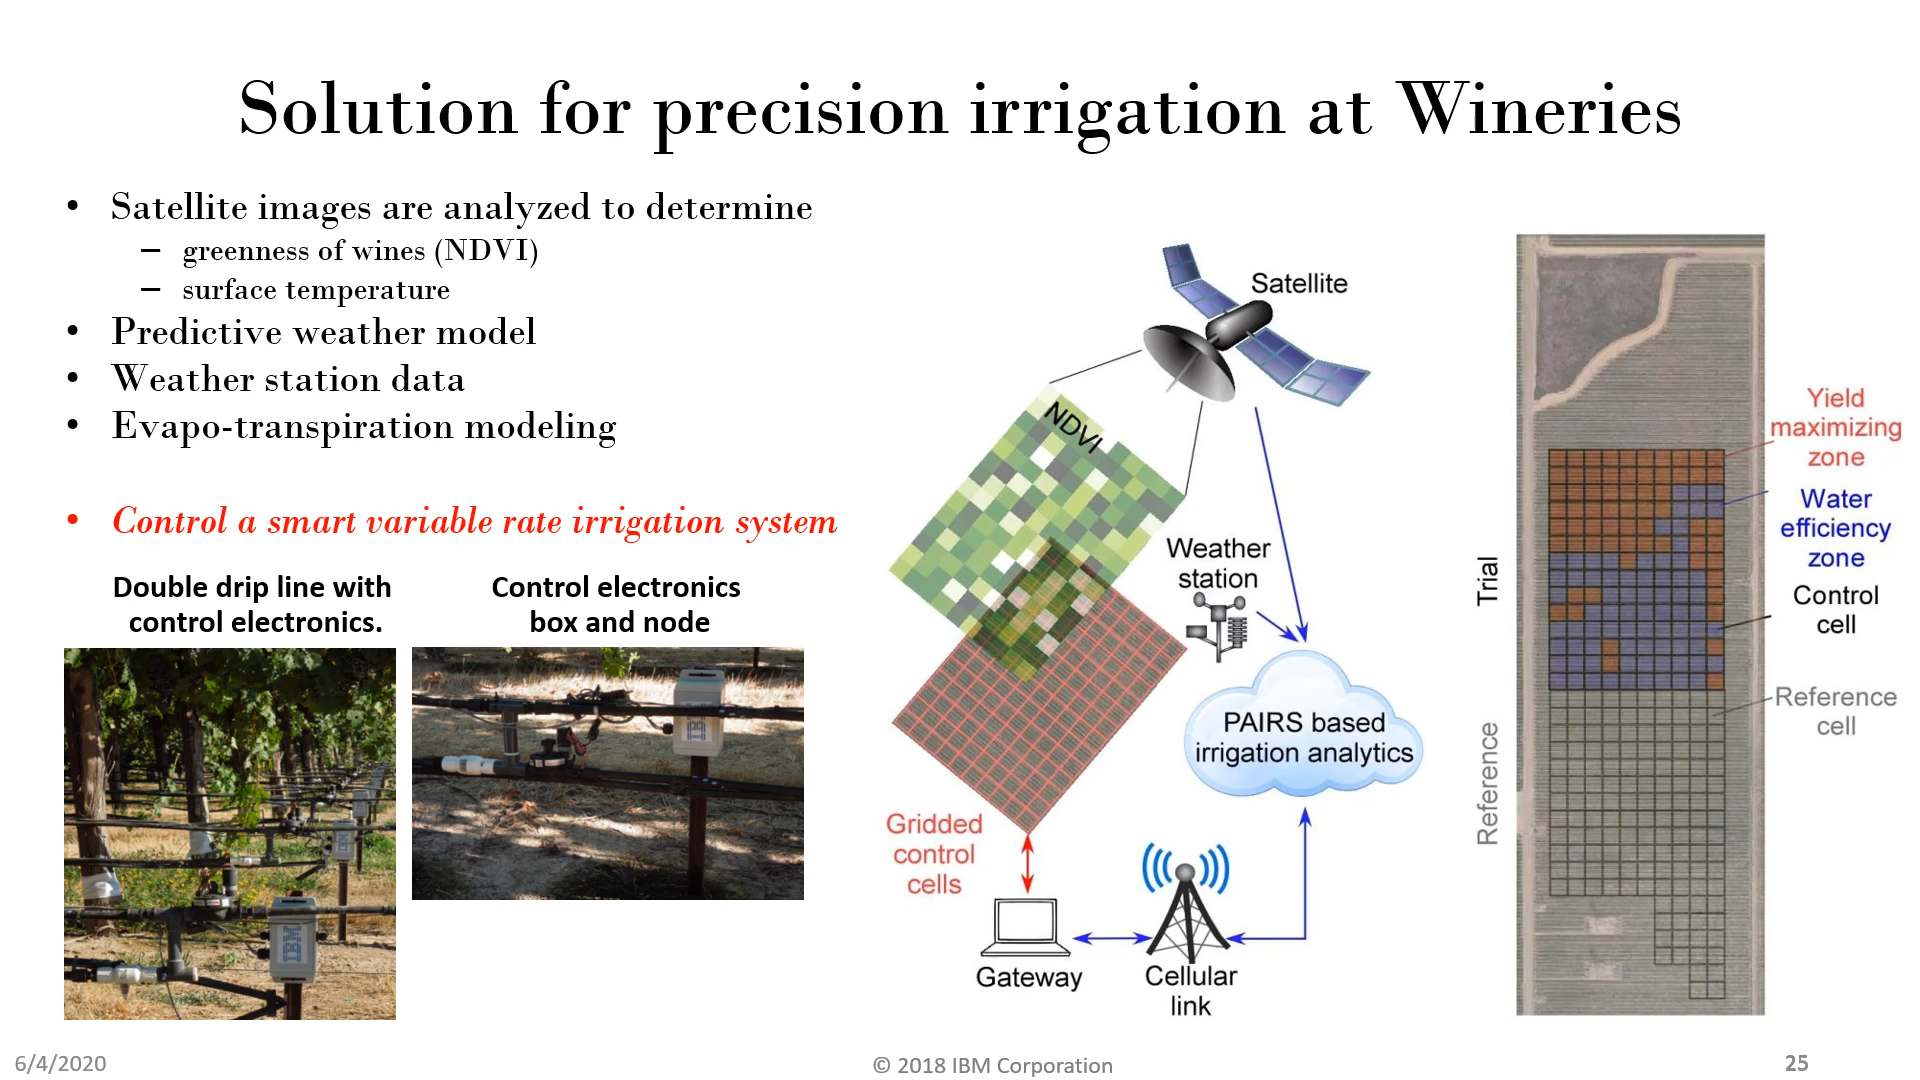 Solution for precision irrigation at Wineries
• Satellite images are analyzed to determine
– greenness of wines (NDVI)
– surface temperature
• Predictive weather model
• Weather station data
• Evapo-transpiration modeling
• Control a smart variable rate irrigation system
Double drip line with
control electronics.
Control electronics
box and node
IBM
IBM
Satellite
NDVI
Weather
station
PAIRS based
irrigation analytics
Gridded
control
cells
Gateway
Cellular
link
Trial
Reference
Yield
maximizing
zone
Water
efficiency
zone
Control
cell
Reference
cell
6/4/2020
© 2018 IBM Corporation
25